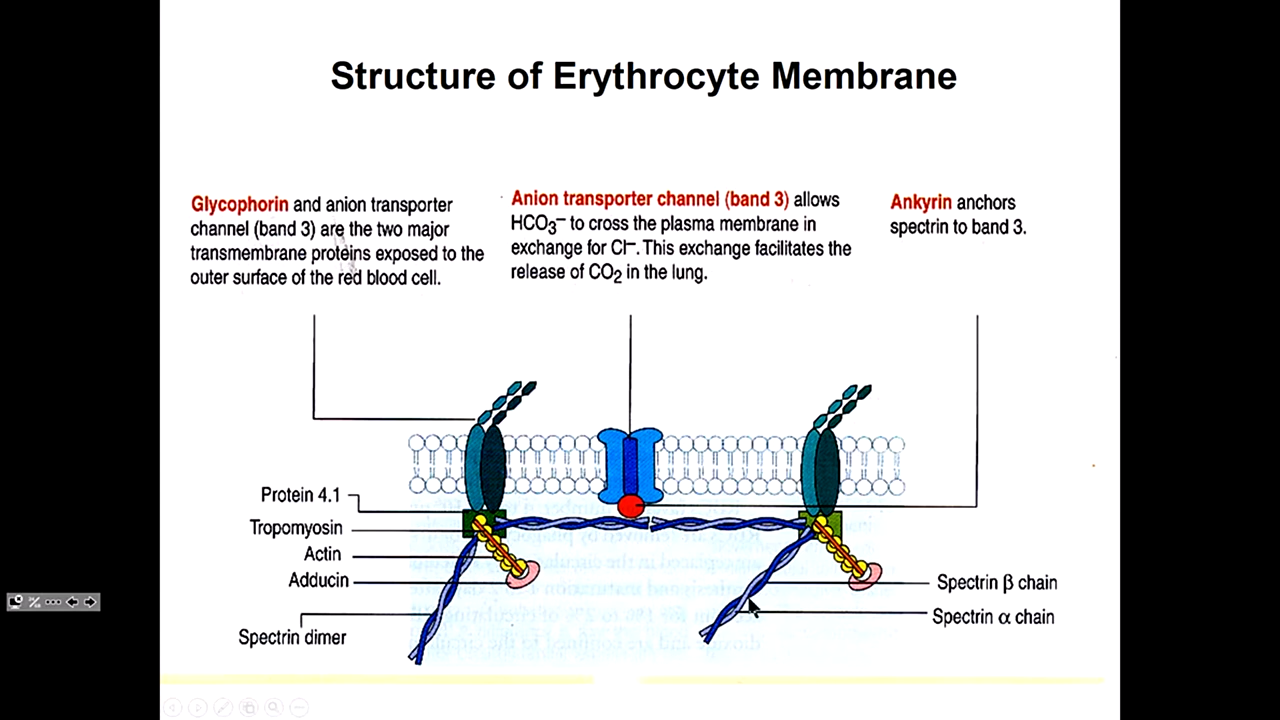 Structure of Erythrocyte Membrane
Glycophorin and anion transporter
channel (band 3) are the two major
transmembrane proteins exposed to the
outer surface of the red blood cell.
Anion transporter channel (band 3) allows
HCO₃⁻ to cross the plasma membrane in
exchange for Cl⁻. This exchange facilitates the
release of CO₂ in the lung.
Ankyrin anchors
spectrin to band 3.
Protein 4.1
Tropomyosin
Actin
Adducin
Spectrin dimer
Spectrin β chain
Spectrin α chain